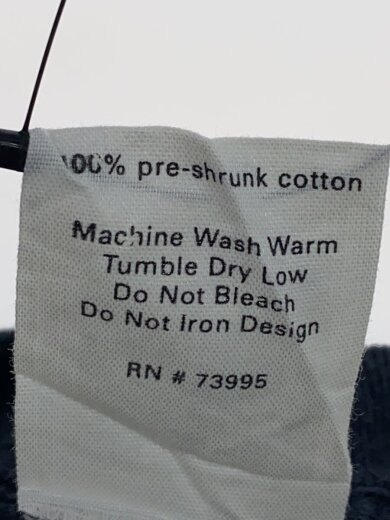 100% pre-shrunk cotton
Machine Wash Warm
Tumble Dry Low
Do Not Bleach
Do Not Iron Design
RN # 73995